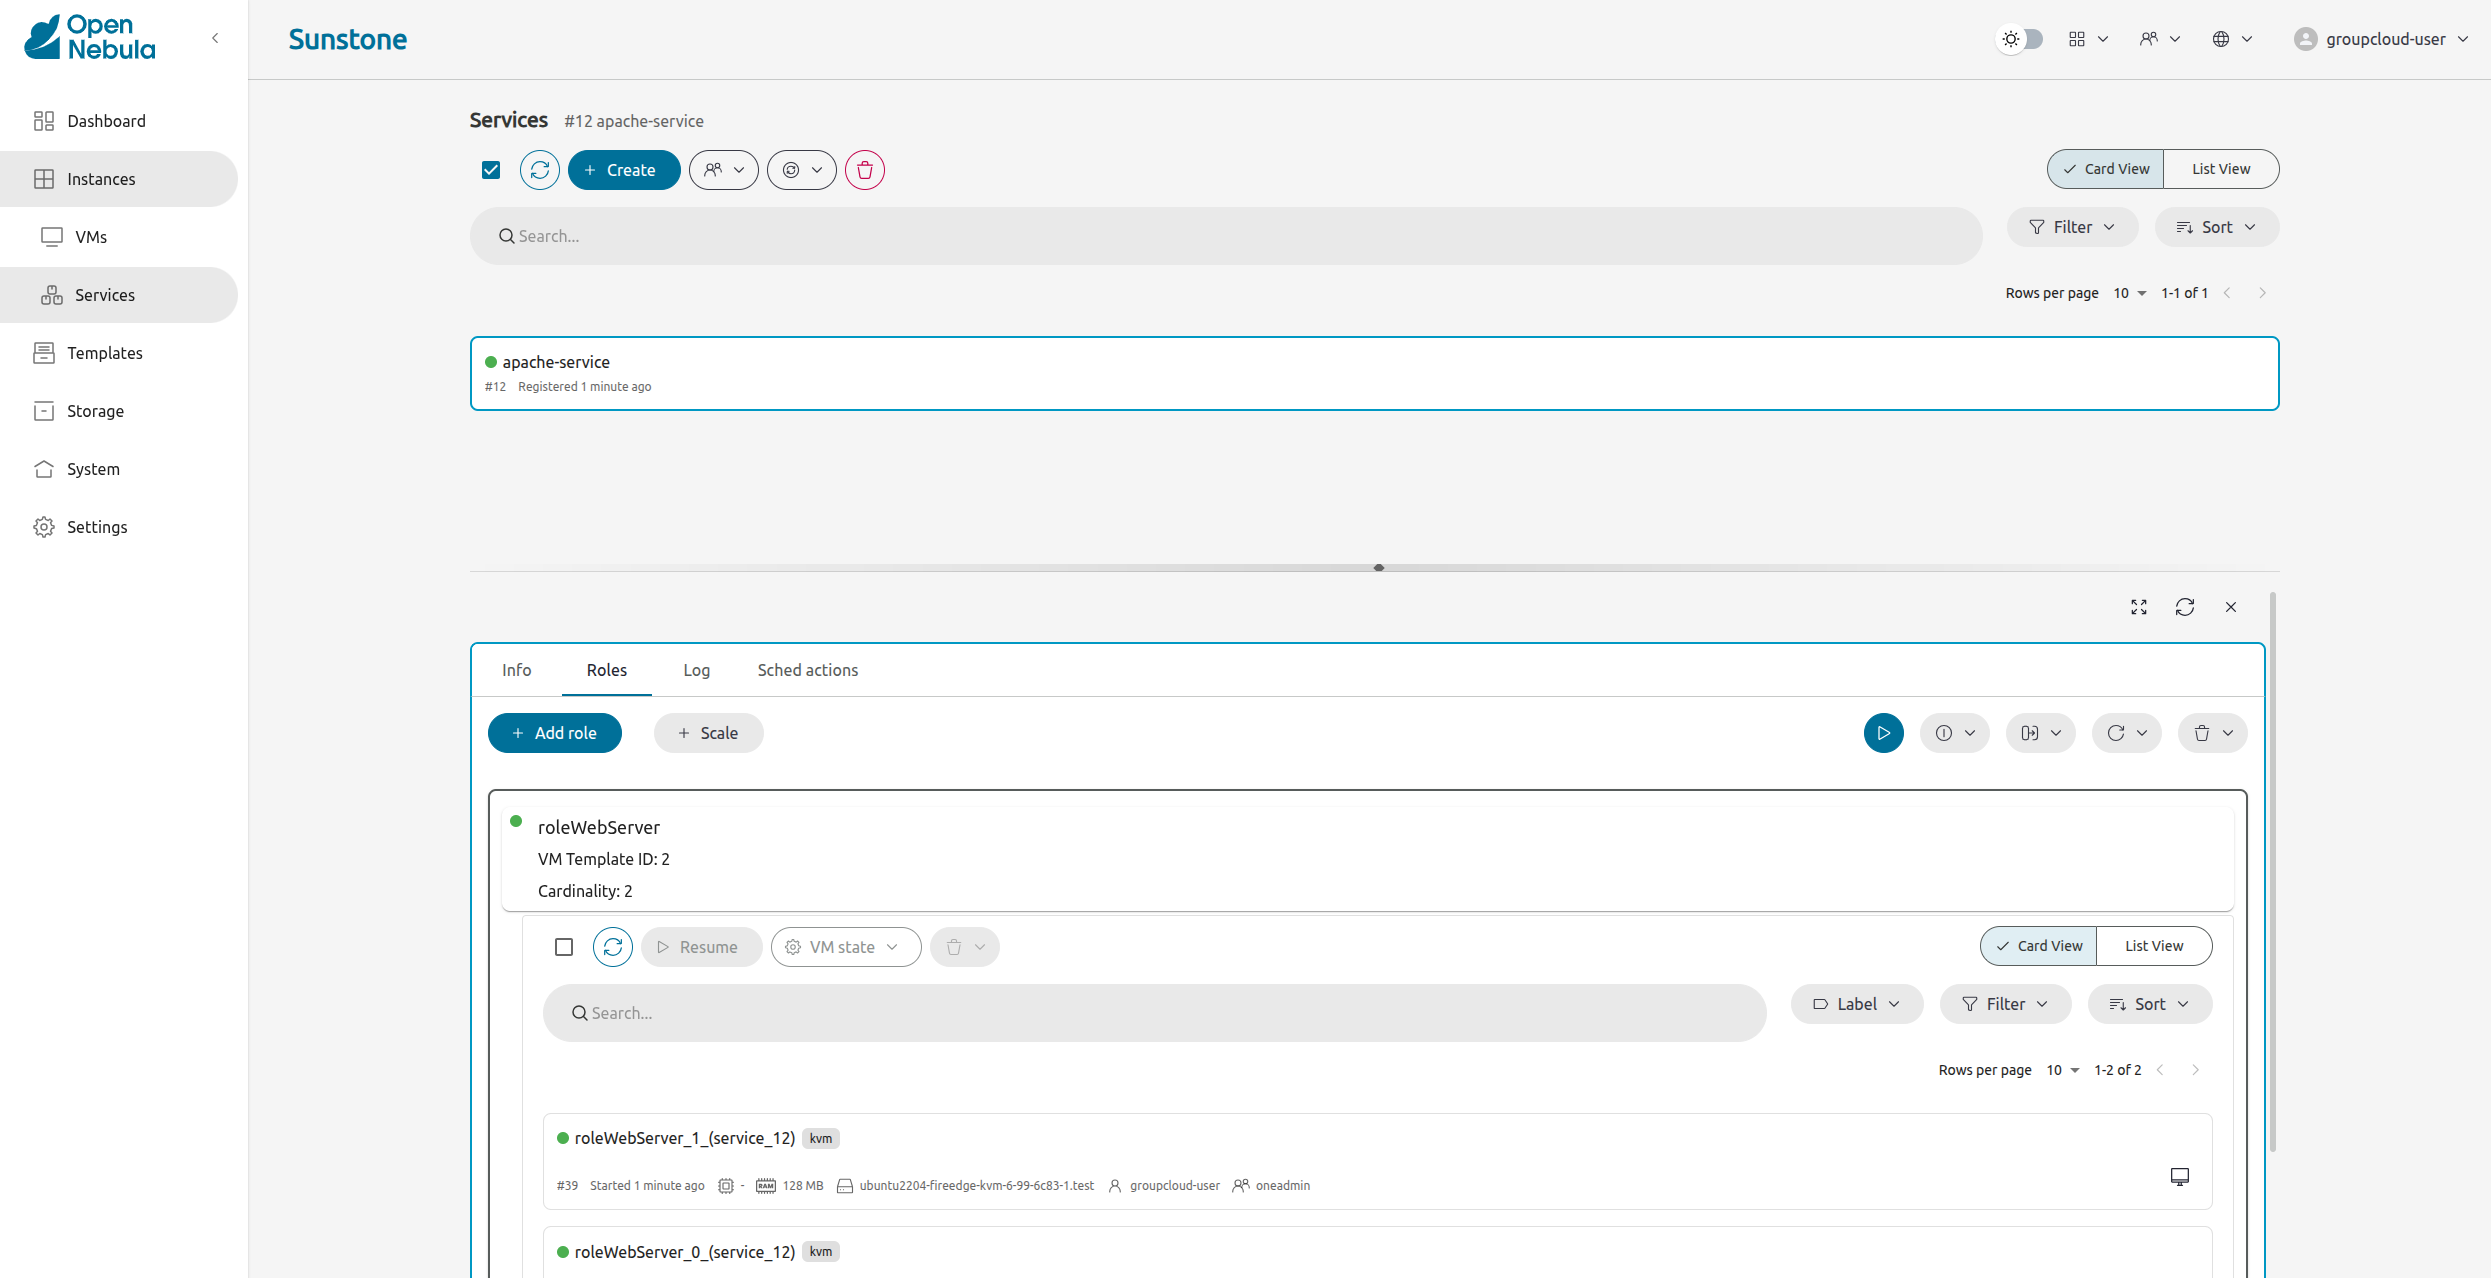 Open
Nebula
Sunstone
groupcloud-user
Dashboard
Instances
VMs
Services
Templates
Storage
System
Settings
Services #12 apache-service
+ Create
Card View
List View
Search...
Filter
Sort
Rows per page 10 1-1 of 1
apache-service
#12 Registered 1 minute ago
Info
Roles
Log
Sched actions
+ Add role
+ Scale
roleWebServer
VM Template ID: 2
Cardinality: 2
Resume
VM state
Card View
List View
Search...
Label
Filter
Sort
Rows per page 10 1-2 of 2
roleWebServer_1_(service_12) kvm
#39 Started 1 minute ago - RAM 128 MB ubuntu2204-fireedge-kvm-6-99-6c83-1.test groupcloud-user oneadmin
roleWebServer_0_(service_12) kvm